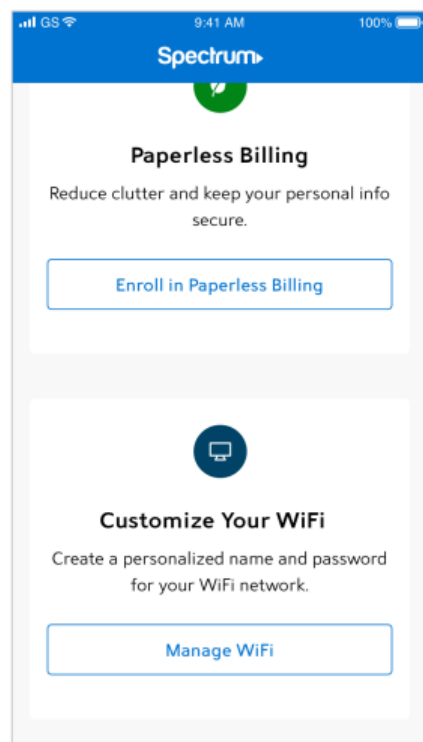 GS 9:41 AM 100%
Spectrum
Paperless Billing
Reduce clutter and keep your personal info
secure.
Enroll in Paperless Billing
Customize Your WiFi
Create a personalized name and password
for your WiFi network.
Manage WiFi